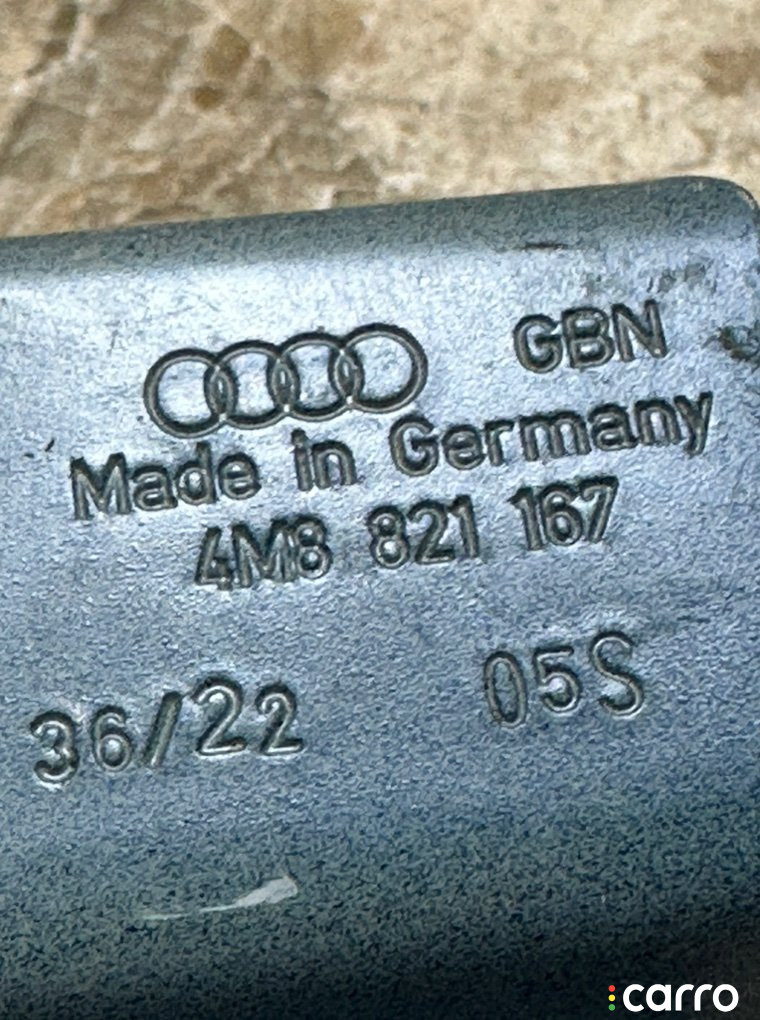 GBN
Made in Germany
4M8 821 167
36/22 05S
carro